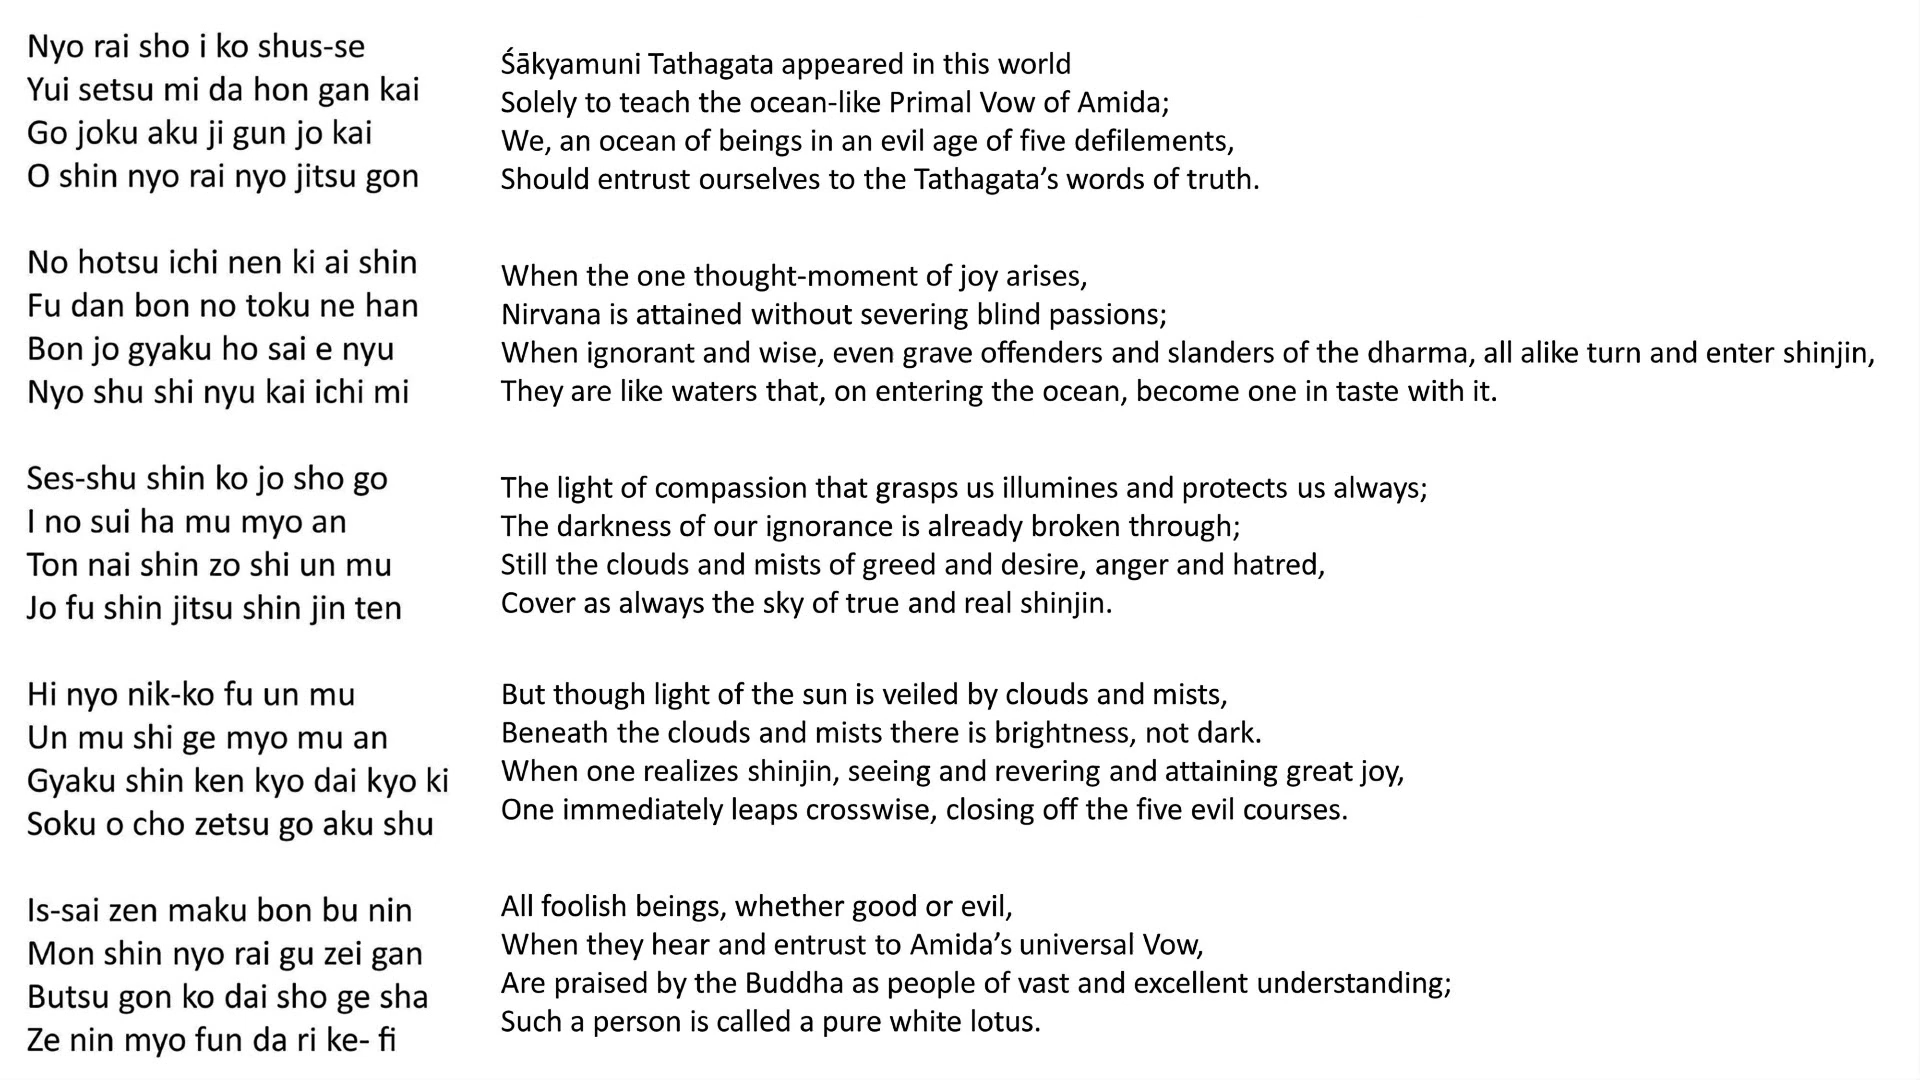 Nyo rai sho i ko shus-se
Yui setsu mi da hon gan kai
Go joku aku ji gun jo kai
O shin nyo rai nyo jitsu gon
Śākyamuni Tathagata appeared in this world
Solely to teach the ocean-like Primal Vow of Amida;
We, an ocean of beings in an evil age of five defilements,
Should entrust ourselves to the Tathagata’s words of truth.
No hotsu ichi nen ki ai shin
Fu dan bon no toku ne han
Bon jo gyaku ho sai e nyu
Nyo shu shi nyu kai ichi mi
When the one thought-moment of joy arises,
Nirvana is attained without severing blind passions;
When ignorant and wise, even grave offenders and slanders of the dharma, all alike turn and enter shinjin,
They are like waters that, on entering the ocean, become one in taste with it.
Ses-shu shin ko jo sho go
I no sui ha mu myo an
Ton nai shin zo shi un mu
Jo fu shin jitsu shin jin ten
The light of compassion that grasps us illumines and protects us always;
The darkness of our ignorance is already broken through;
Still the clouds and mists of greed and desire, anger and hatred,
Cover as always the sky of true and real shinjin.
Hi nyo nik-ko fu un mu
Un mu shi ge myo mu an
Gyaku shin ken kyo dai kyo ki
Soku o cho zetsu go aku shu
But though light of the sun is veiled by clouds and mists,
Beneath the clouds and mists there is brightness, not dark.
When one realizes shinjin, seeing and revering and attaining great joy,
One immediately leaps crosswise, closing off the five evil courses.
Is-sai zen maku bon bu nin
Mon shin nyo rai gu zei gan
Butsu gon ko dai sho ge sha
Ze nin myo fun da ri ke- fi
All foolish beings, whether good or evil,
When they hear and entrust to Amida’s universal Vow,
Are praised by the Buddha as people of vast and excellent understanding;
Such a person is called a pure white lotus.